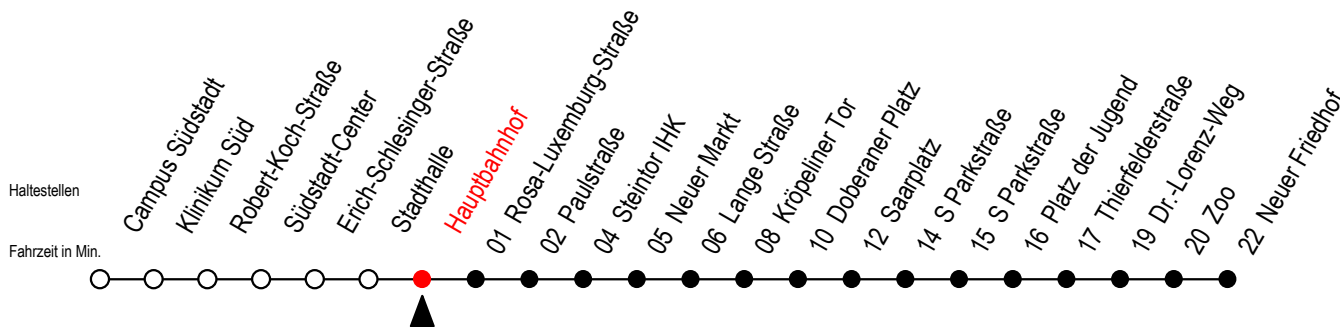 Haltestellen
Fahrzeit in Min.
Campus Südstadt
Klinikum Süd
Robert-Koch-Straße
Südstadt-Center
Erich-Schlesinger-Straße
Stadthalle
Hauptbahnhof
01 Rosa-Luxemburg-Straße
02 Paulstraße
04 Steintor IHK
05 Neuer Markt
06 Lange Straße
08 Kröpeliner Tor
10 Doberaner Platz
12 Saarplatz
14 S Parkstraße
15 S Parkstraße
16 Platz der Jugend
17 Thierfelderstraße
19 Dr.-Lorenz-Weg
20 Zoo
22 Neuer Friedhof